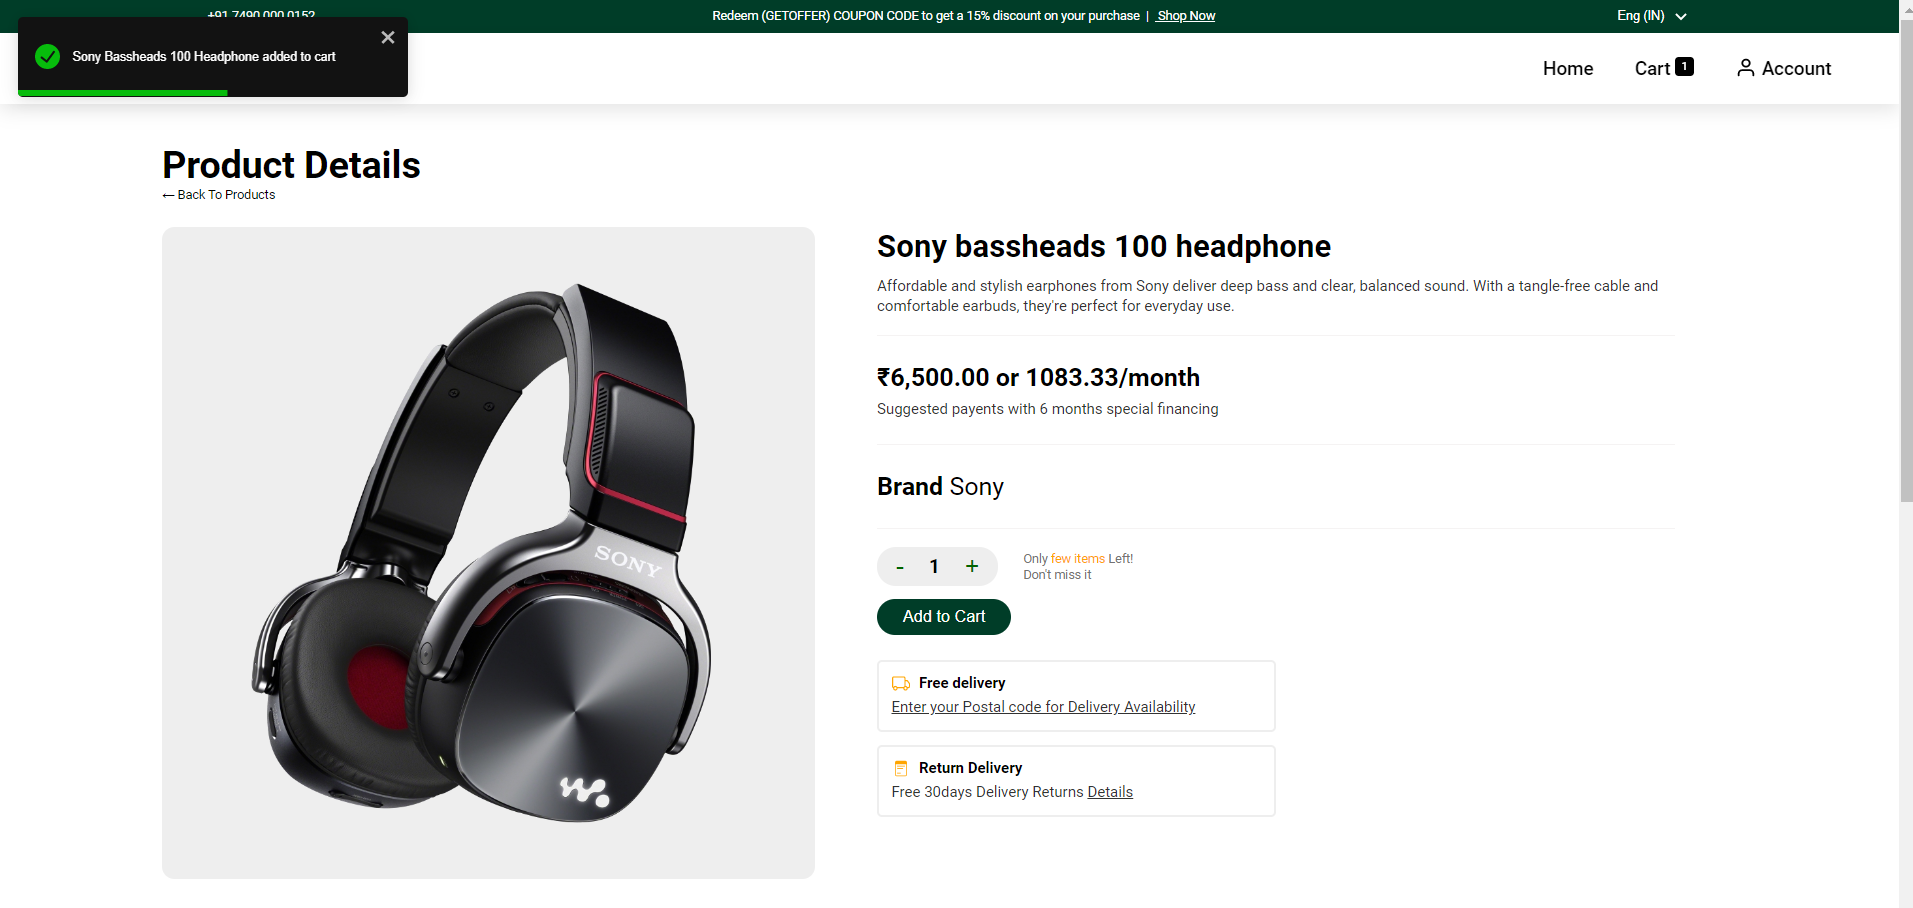 +91 7490 000 0152
Redeem (GETOFFER) COUPON CODE to get a 15% discount on your purchase | Shop Now
Eng (IN)
Sony Bassheads 100 Headphone added to cart
Home
Cart 1
Account
Product Details
← Back To Products
SONY
Sony bassheads 100 headphone
Affordable and stylish earphones from Sony deliver deep bass and clear, balanced sound. With a tangle-free cable and
comfortable earbuds, they're perfect for everyday use.
₹6,500.00 or 1083.33/month
Suggested payents with 6 months special financing
Brand Sony
- 1 +
Only few items Left!
Don't miss it
Add to Cart
Free delivery
Enter your Postal code for Delivery Availability
Return Delivery
Free 30days Delivery Returns Details